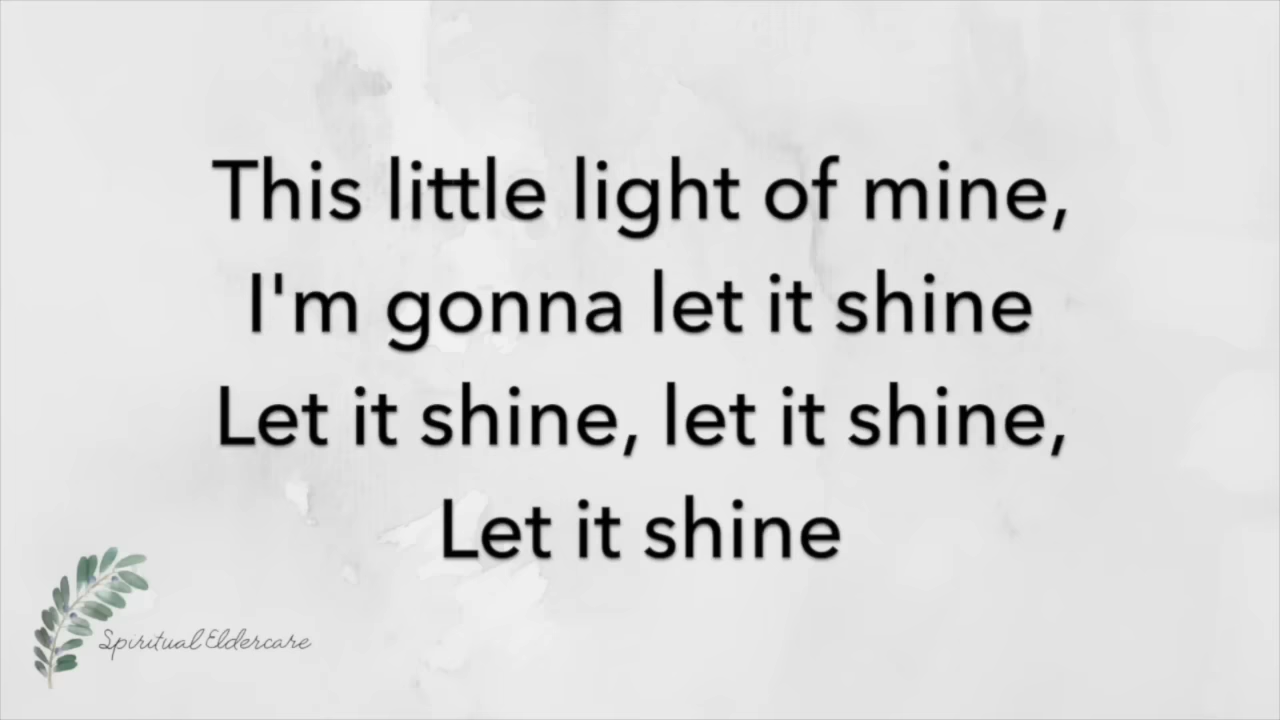 This little light of mine,
I'm gonna let it shine
Let it shine, let it shine,
Let it shine
Spiritual Eldercare